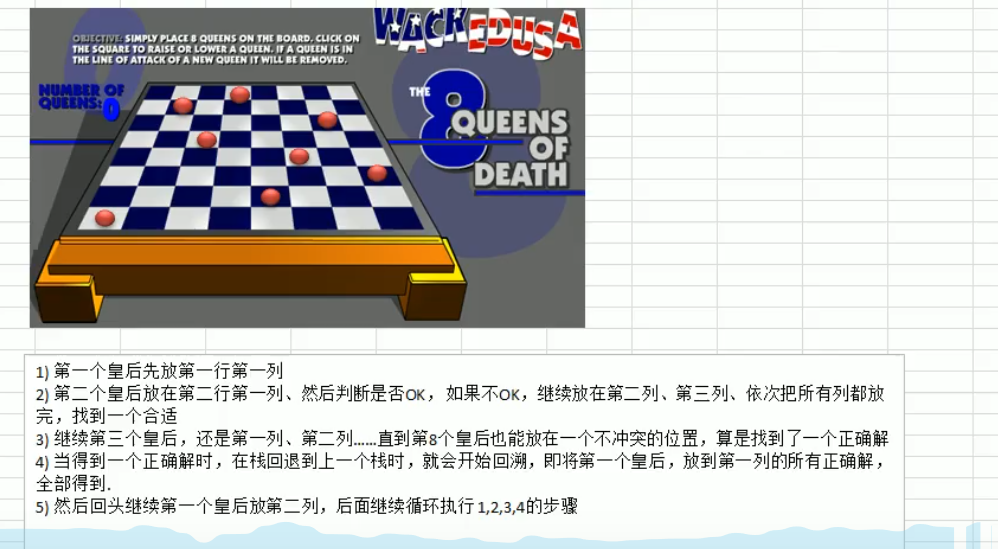 WACKEDUSA
OBJECTIVE: SIMPLY PLACE 8 QUEENS ON THE BOARD. CLICK ON
THE SQUARE TO RAISE OR LOWER A QUEEN. IF A QUEEN IS IN
THE LINE OF ATTACK OF A NEW QUEEN IT WILL BE REMOVED.
NUMBER OF
QUEENS: 0
THE 8
QUEENS
OF
DEATH
1) 第一个皇后先放第一行第一列
2) 第二个皇后放在第二行第一列、然后判断是否OK，如果不OK，继续放在第二列、第三列、依次把所有列都放
完，找到一个合适
3) 继续第三个皇后，还是第一列、第二列……直到第8个皇后也能放在一个不冲突的位置，算是找到了一个正确解
4) 当得到一个正确解时，在栈回退到上一个栈时，就会开始回溯，即将第一个皇后，放到第一列的所有正确解，
全部得到.
5) 然后回头继续第一个皇后放第二列，后面继续循环执行 1,2,3,4的步骤